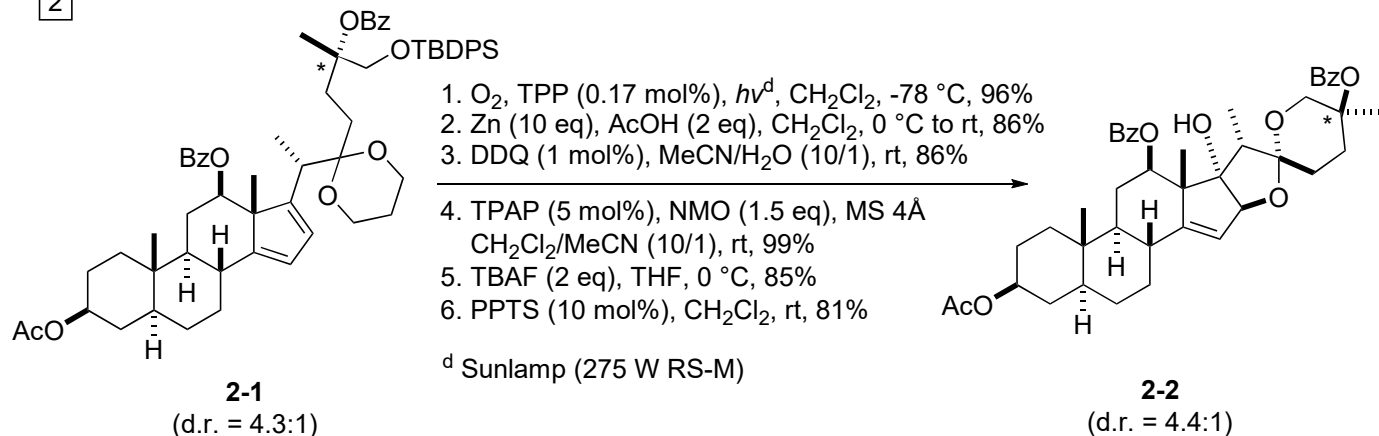 2
OBz
OTBDPS
*
O
O
BzO
H
H
AcO
H
2-1
(d.r. = 4.3:1)
1. O₂, TPP (0.17 mol%), hνᵈ, CH₂Cl₂, -78 °C, 96%
2. Zn (10 eq), AcOH (2 eq), CH₂Cl₂, 0 °C to rt, 86%
3. DDQ (1 mol%), MeCN/H₂O (10/1), rt, 86%
4. TPAP (5 mol%), NMO (1.5 eq), MS 4Å
CH₂Cl₂/MeCN (10/1), rt, 99%
5. TBAF (2 eq), THF, 0 °C, 85%
6. PPTS (10 mol%), CH₂Cl₂, rt, 81%
ᵈ Sunlamp (275 W RS-M)
BzO
*
O
HO
BzO
O
H
H
AcO
H
2-2
(d.r. = 4.4:1)